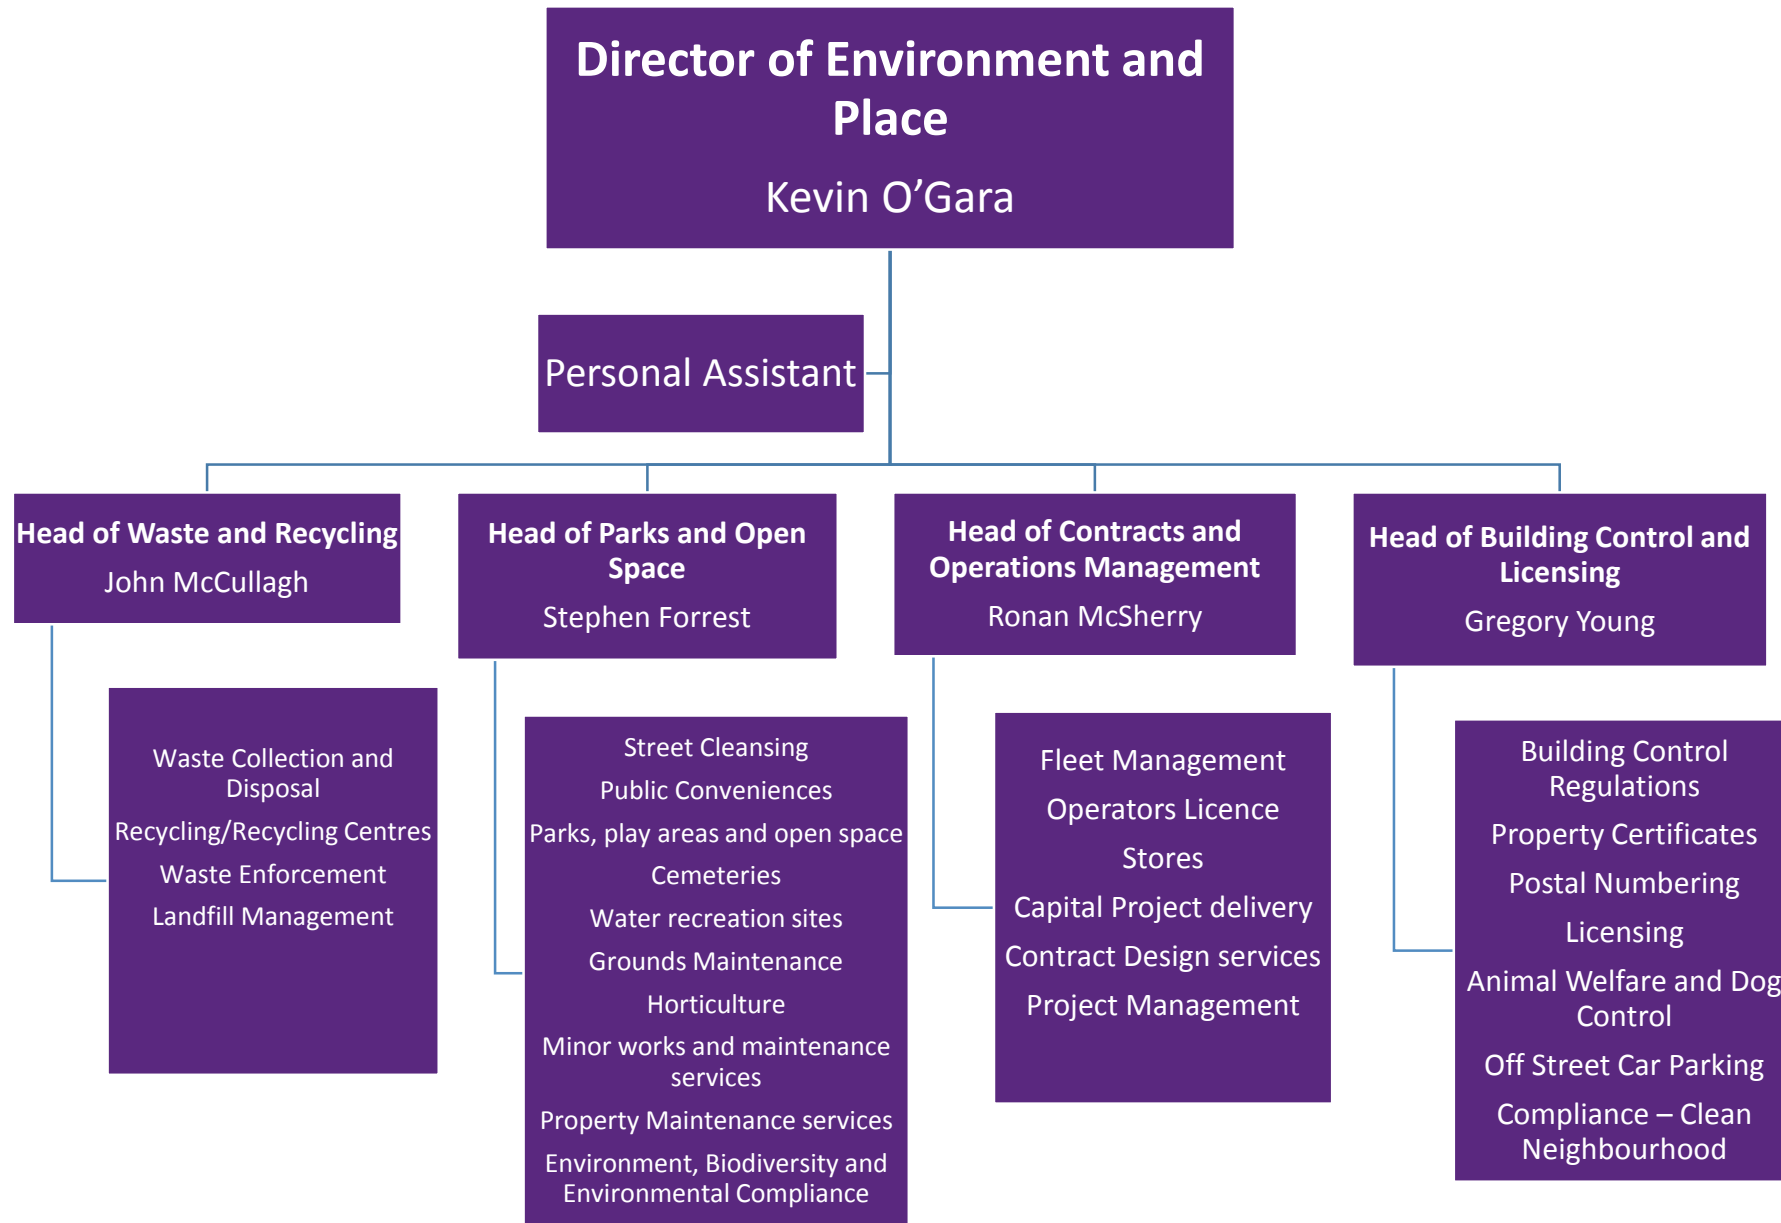 Director of Environment and
Place
Kevin O’Gara
Personal Assistant
Head of Waste and Recycling
John McCullagh
Head of Parks and Open
Space
Stephen Forrest
Head of Contracts and
Operations Management
Ronan McSherry
Head of Building Control and
Licensing
Gregory Young
Waste Collection and
Disposal
Recycling/Recycling Centres
Waste Enforcement
Landfill Management
Street Cleansing
Public Conveniences
Parks, play areas and open space
Cemeteries
Water recreation sites
Grounds Maintenance
Horticulture
Minor works and maintenance
services
Property Maintenance services
Environment, Biodiversity and
Environmental Compliance
Fleet Management
Operators Licence
Stores
Capital Project delivery
Contract Design services
Project Management
Building Control
Regulations
Property Certificates
Postal Numbering
Licensing
Animal Welfare and Dog
Control
Off Street Car Parking
Compliance – Clean
Neighbourhood